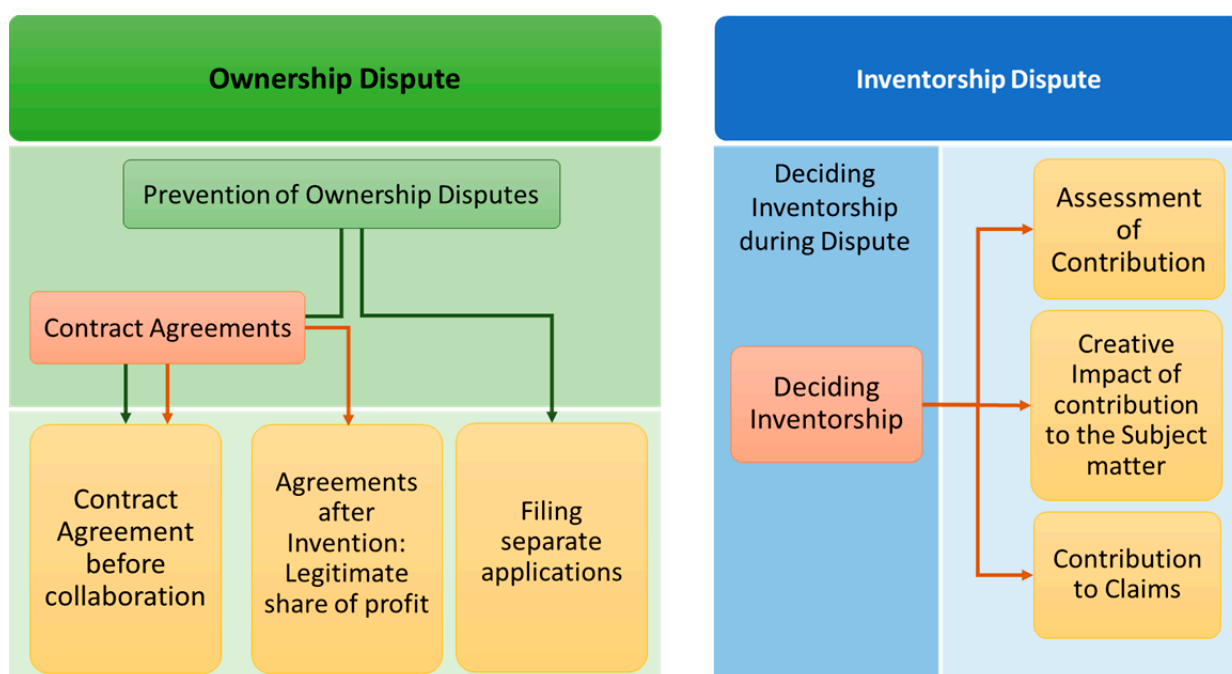 Ownership Dispute
Prevention of Ownership Disputes
Contract Agreements
Contract
Agreement
before
collaboration
Agreements
after
Invention:
Legitimate
share of profit
Filing
separate
applications
Inventorship Dispute
Deciding
Inventorship
during Dispute
Deciding
Inventorship
Assessment
of
Contribution
Creative
Impact of
contribution
to the Subject
matter
Contribution
to Claims